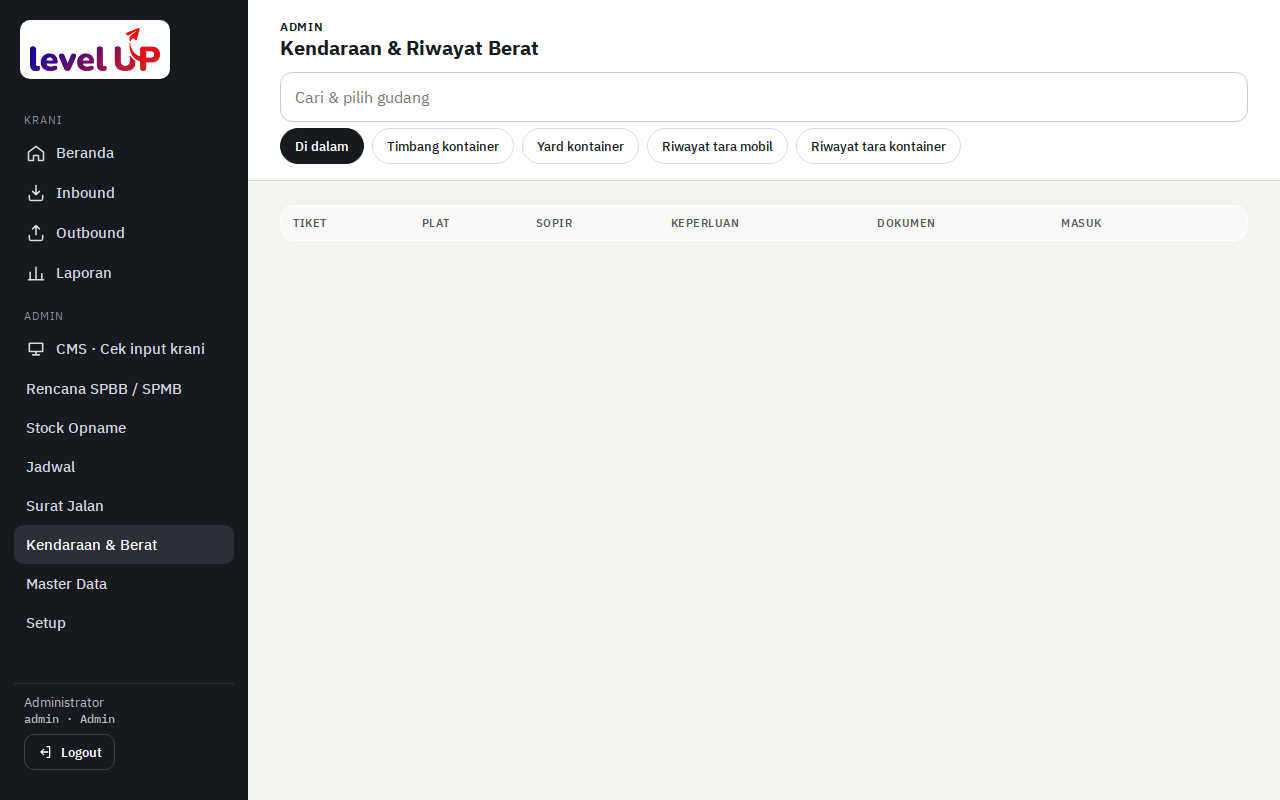 level UP
KRANI
Beranda
Inbound
Outbound
Laporan
ADMIN
CMS · Cek input krani
Rencana SPBB / SPMB
Stock Opname
Jadwal
Surat Jalan
Kendaraan & Berat
Master Data
Setup
Administrator
admin · Admin
Logout
ADMIN
Kendaraan & Riwayat Berat
Cari & pilih gudang
Di dalam Timbang kontainer Yard kontainer Riwayat tara mobil Riwayat tara kontainer
TIKET PLAT SOPIR KEPERLUAN DOKUMEN MASUK